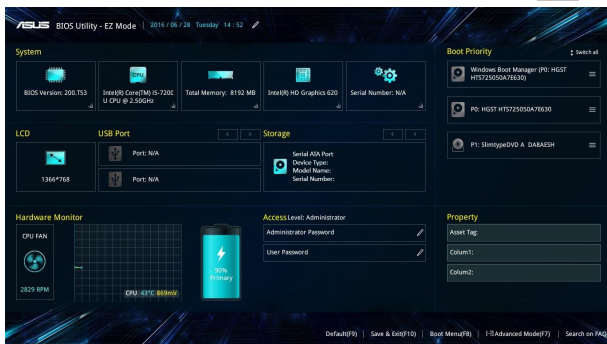 ASUS BIOS Utility - EZ Mode
2016 / 06 / 28 Tuesday 14 : 52
System
BIOS Version: 200.T53
CPU
Intel(R) Core(TM) i5-7200
U CPU @ 2.50GHz
Total Memory: 8192 MB
Intel(R) HD Graphics 620
Serial Number: N/A
Boot Priority
Switch all
Windows Boot Manager (P0: HGST
HTS725050A7E630)
P0: HGST HTS725050A7E630
P1: SlimtypeDVD A DA8AESH
LCD
1366*768
USB Port
Port: N/A
Port: N/A
Storage
Serial ATA Port
Device Type:
Model Name:
Serial Number:
Hardware Monitor
CPU FAN
2829 RPM
CPU 43°C 869mV
90%
Primary
Access Level: Administrator
Administrator Password
User Password
Property
Asset Tag:
Colum1:
Colum2:
Default(F9) | Save & Exit(F10) | Boot Menu(F8) | Advanced Mode(F7) | Search on FAQ